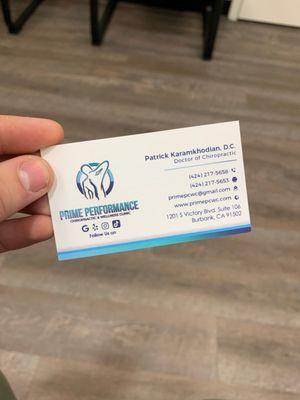 Patrick Karamkhodian, D.C.
Doctor of Chiropractic
(424) 217-5658
(424) 217-5653
primepcwc@gmail.com
www.primepcwc.com
1201 S Victory Blvd. Suite 106
Burbank, CA 91502
PRIME PERFORMANCE
CHIROPRACTIC & WELLNESS CLINIC
G
Follow Us on